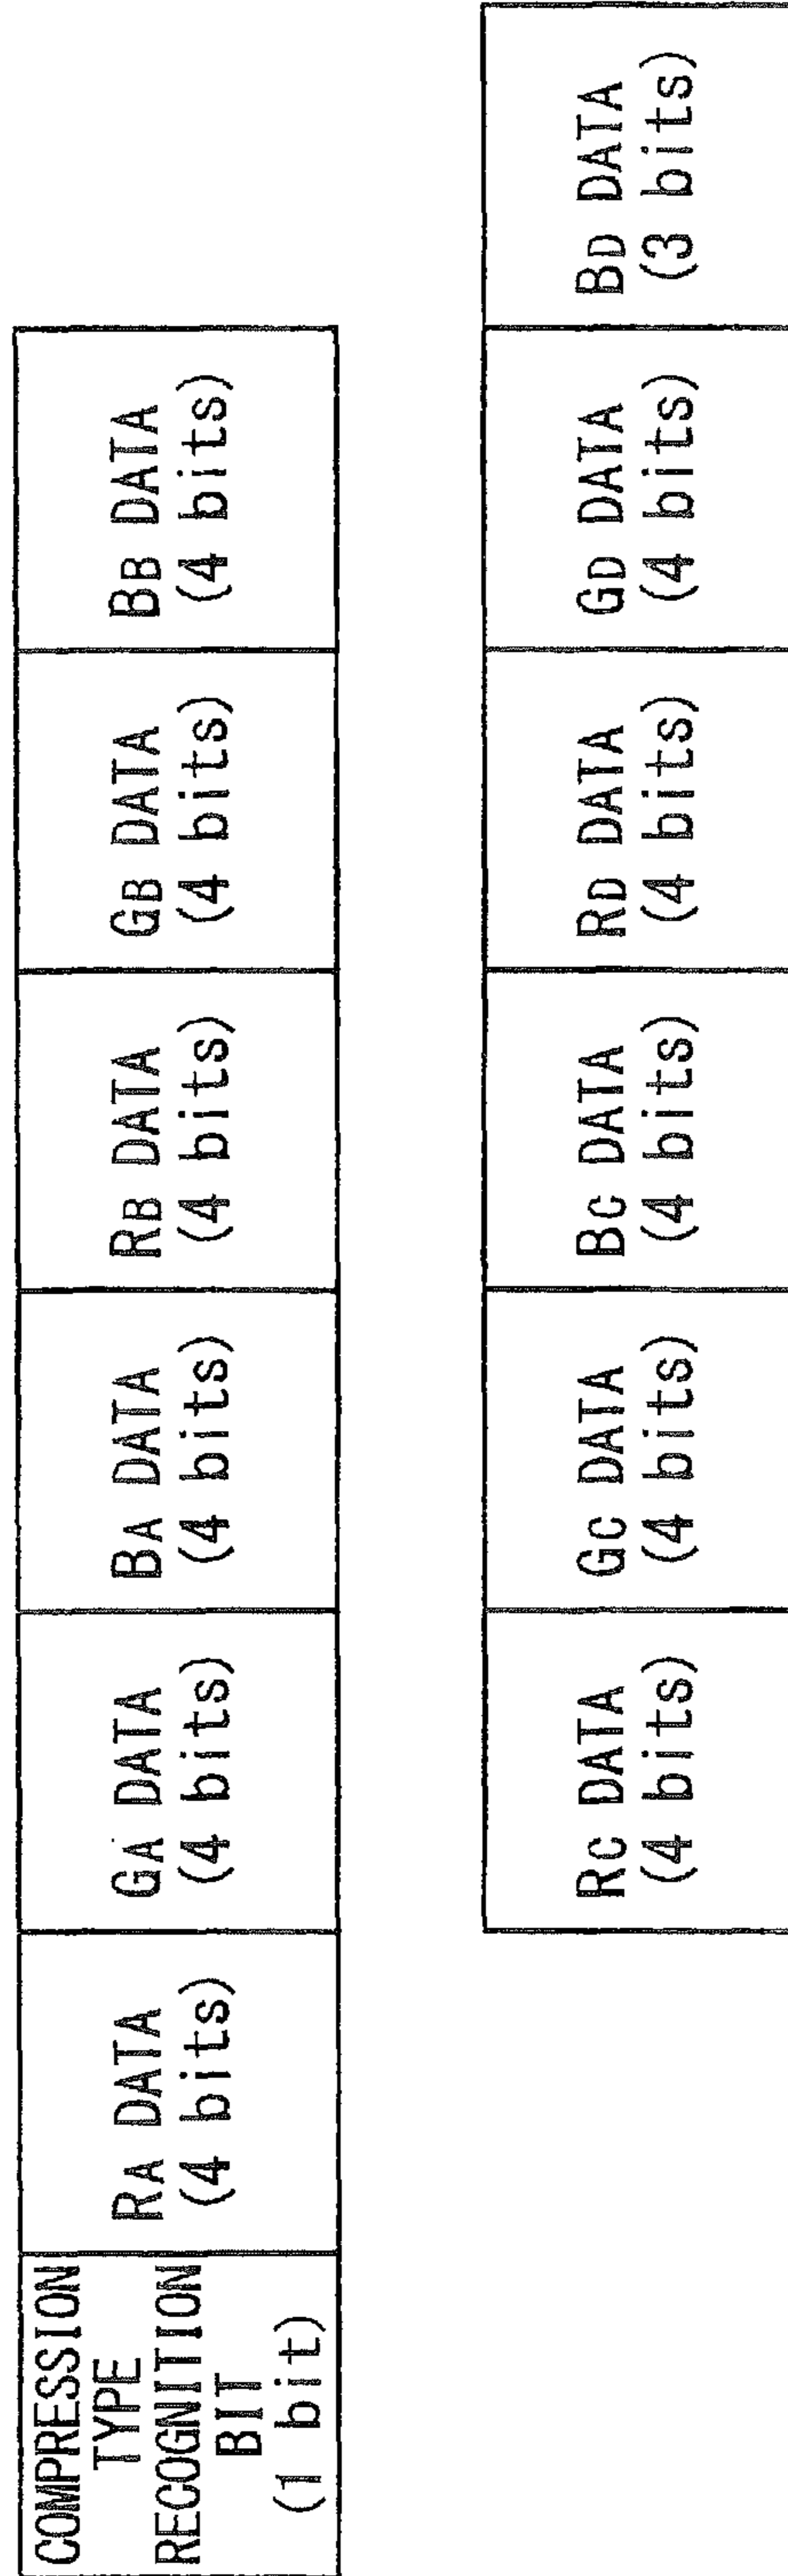 COMPRESSION
TYPE
RECOGNITION
BIT
(1 bit)
RA DATA
(4 bits)
GA DATA
(4 bits)
BA DATA
(4 bits)
RB DATA
(4 bits)
GB DATA
(4 bits)
BB DATA
(4 bits)
RC DATA
(4 bits)
GC DATA
(4 bits)
BC DATA
(4 bits)
RD DATA
(4 bits)
GD DATA
(4 bits)
BD DATA
(3 bits)